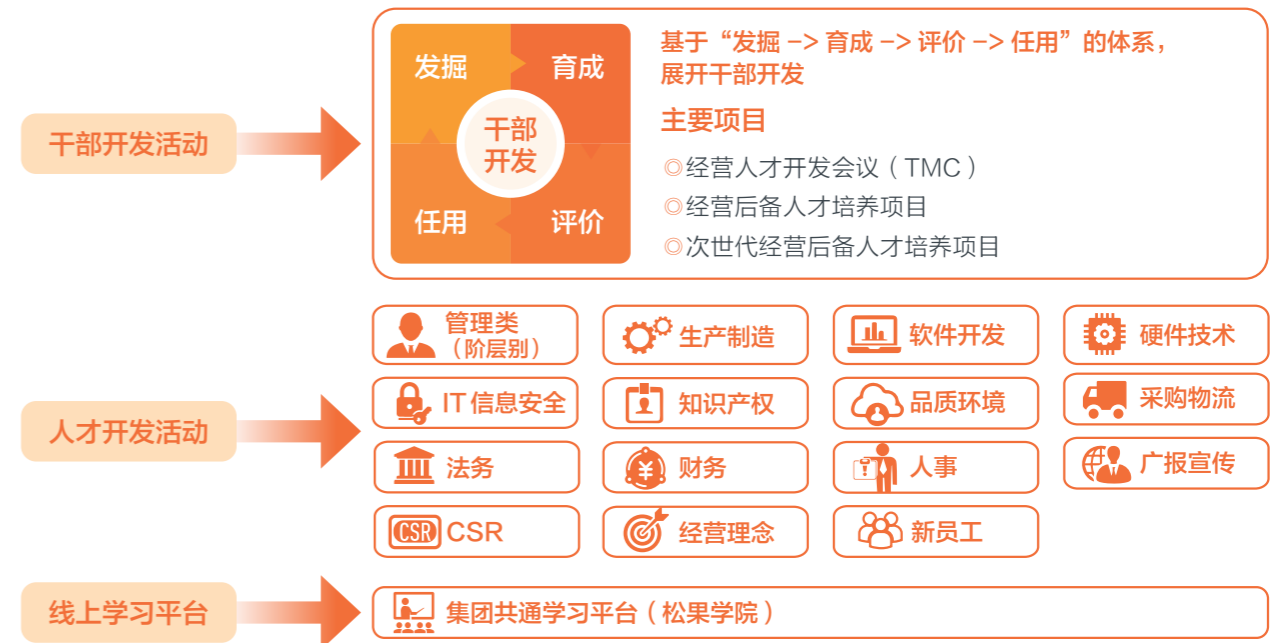 干部开发活动
发掘
育成
干部
开发
任用
评价
基于“发掘 –> 育成 –> 评价 –> 任用”的体系，
展开干部开发
主要项目
◎经营人才开发会议（TMC）
◎经营后备人才培养项目
◎次世代经营后备人才培养项目
人才开发活动
管理类
（阶层别）
生产制造
软件开发
硬件技术
IT 信息安全
知识产权
品质环境
采购物流
法务
¥
财务
人事
广报宣传
CSR
CSR
经营理念
新员工
线上学习平台
集团共通学习平台（松果学院）